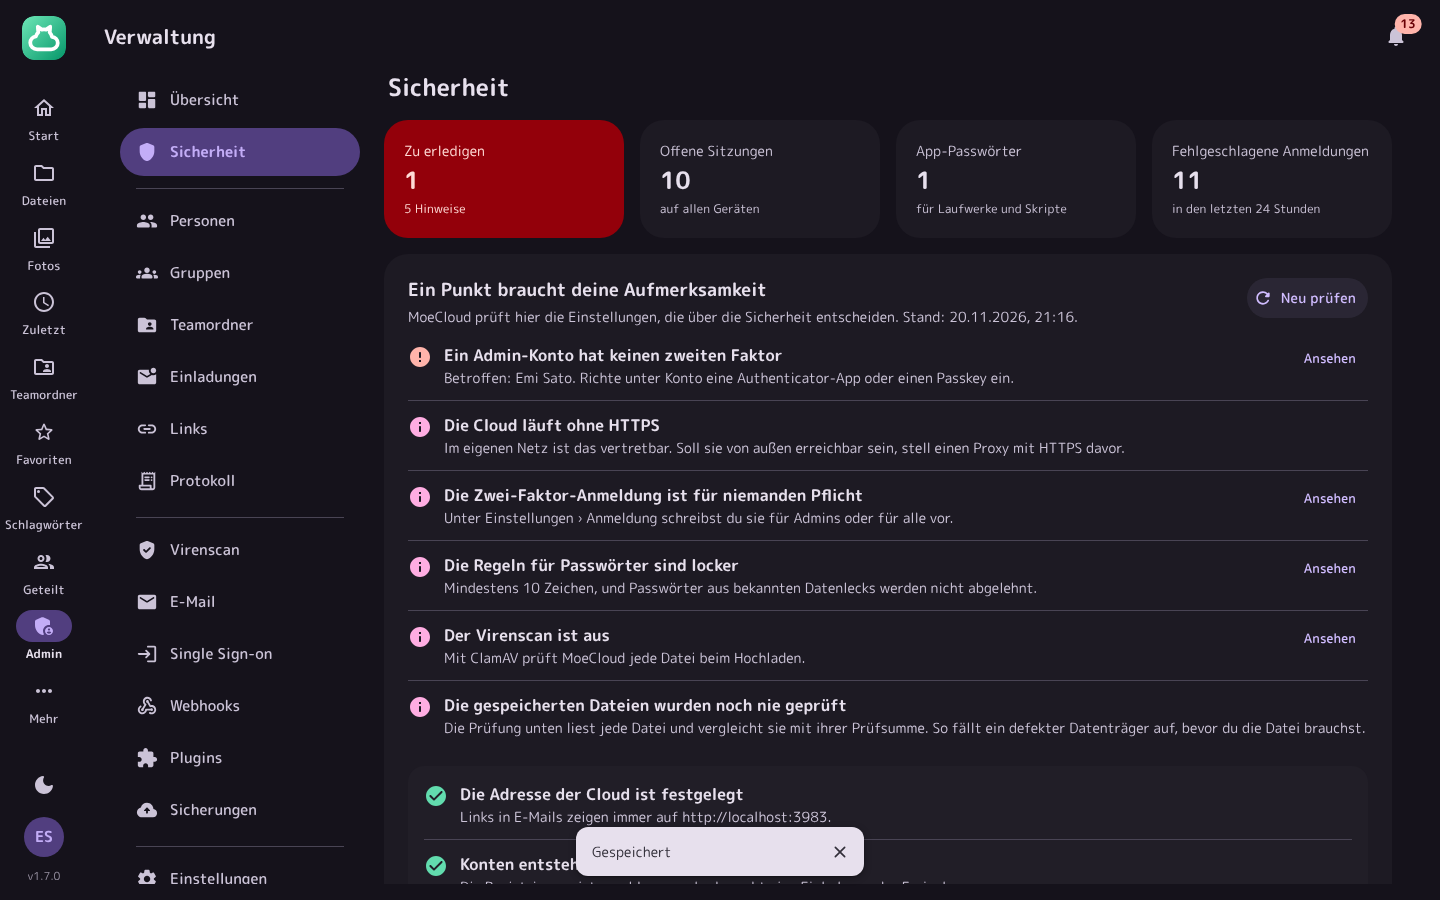 Verwaltung
13
Start
Dateien
Fotos
Zuletzt
Teamordner
Favoriten
Schlagwörter
Geteilt
Admin
Mehr
ES
v1.7.0
Übersicht
Sicherheit
Personen
Gruppen
Teamordner
Einladungen
Links
Protokoll
Virenscan
E-Mail
Single Sign-on
Webhooks
Plugins
Sicherungen
Einstellungen
Sicherheit
Zu erledigen
1
5 Hinweise
Offene Sitzungen
10
auf allen Geräten
App-Passwörter
1
für Laufwerke und Skripte
Fehlgeschlagene Anmeldungen
11
in den letzten 24 Stunden
Ein Punkt braucht deine Aufmerksamkeit
MoeCloud prüft hier die Einstellungen, die über die Sicherheit entscheiden. Stand: 20.11.2026, 21:16.
Neu prüfen
Ein Admin-Konto hat keinen zweiten Faktor
Betroffen: Emi Sato. Richte unter Konto eine Authenticator-App oder einen Passkey ein.
Ansehen
Die Cloud läuft ohne HTTPS
Im eigenen Netz ist das vertretbar. Soll sie von außen erreichbar sein, stell einen Proxy mit HTTPS davor.
Die Zwei-Faktor-Anmeldung ist für niemanden Pflicht
Unter Einstellungen › Anmeldung schreibst du sie für Admins oder für alle vor.
Ansehen
Die Regeln für Passwörter sind locker
Mindestens 10 Zeichen, und Passwörter aus bekannten Datenlecks werden nicht abgelehnt.
Ansehen
Der Virenscan ist aus
Mit ClamAV prüft MoeCloud jede Datei beim Hochladen.
Ansehen
Die gespeicherten Dateien wurden noch nie geprüft
Die Prüfung unten liest jede Datei und vergleicht sie mit ihrer Prüfsumme. So fällt ein defekter Datenträger auf, bevor du die Datei brauchst.
Die Adresse der Cloud ist festgelegt
Links in E-Mails zeigen immer auf http://localhost:3983.
Konten
Gespeichert